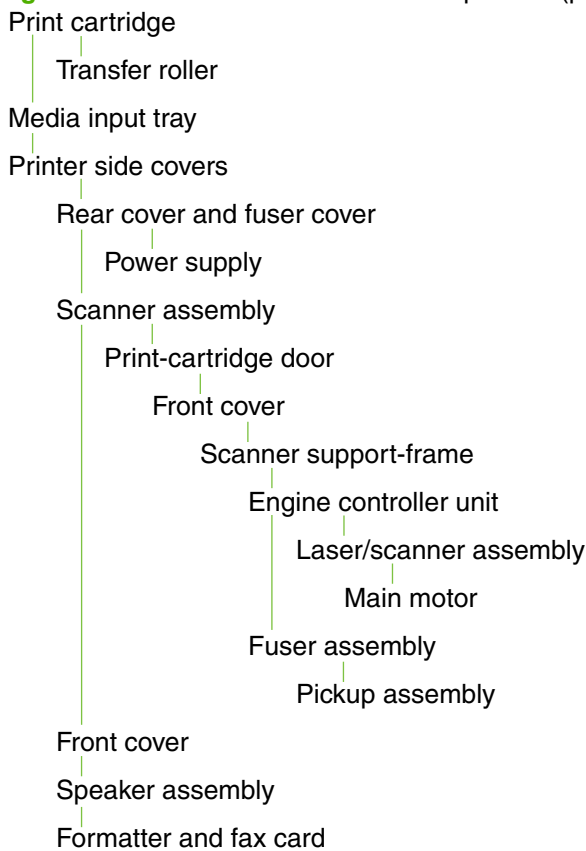 Print cartridge
Transfer roller
Media input tray
Printer side covers
Rear cover and fuser cover
Power supply
Scanner assembly
Print-cartridge door
Front cover
Scanner support-frame
Engine controller unit
Laser/scanner assembly
Main motor
Fuser assembly
Pickup assembly
Front cover
Speaker assembly
Formatter and fax card